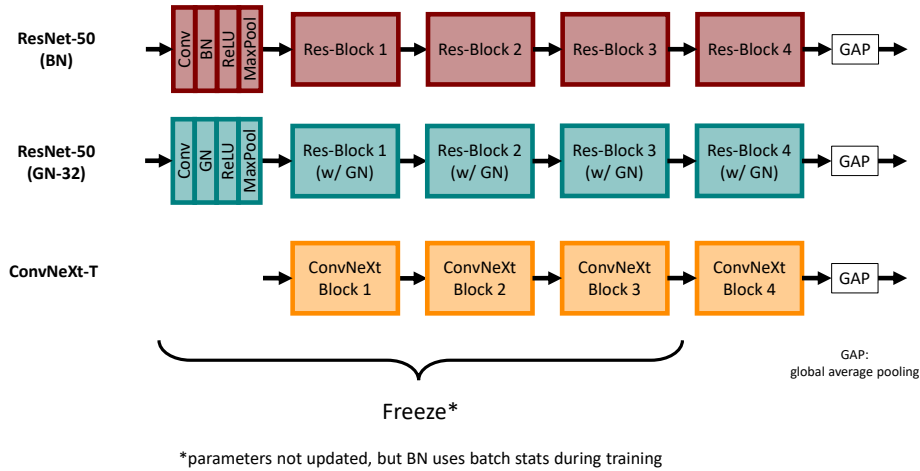 ResNet-50
(BN)
Conv
BN
ReLU
MaxPool
Res-Block 1
Res-Block 2
Res-Block 3
Res-Block 4
GAP
ResNet-50
(GN-32)
Conv
GN
ReLU
MaxPool
Res-Block 1
(w/ GN)
Res-Block 2
(w/ GN)
Res-Block 3
(w/ GN)
Res-Block 4
(w/ GN)
GAP
ConvNeXt-T
ConvNeXt
Block 1
ConvNeXt
Block 2
ConvNeXt
Block 3
ConvNeXt
Block 4
GAP
GAP:
global average pooling
Freeze*
*parameters not updated, but BN uses batch stats during training